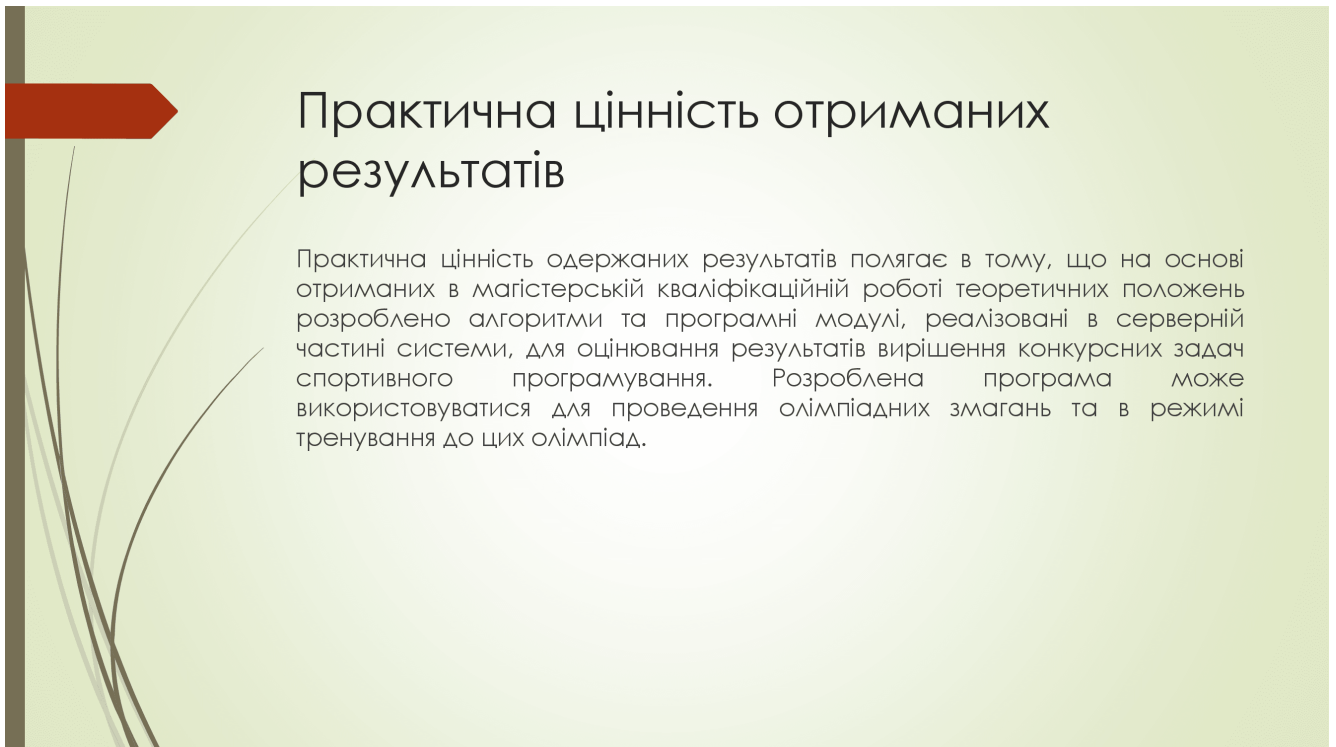 Практична цінність отриманих
результатів
Практична цінність одержаних результатів полягає в тому, що на основі
отриманих в магістерській кваліфікаційній роботі теоретичних положень
розроблено алгоритми та програмні модулі, реалізовані в серверній
частині системи, для оцінювання результатів вирішення конкурсних задач
спортивного програмування. Розроблена програма може
використовуватися для проведення олімпіадних змагань та в режимі
тренування до цих олімпіад.